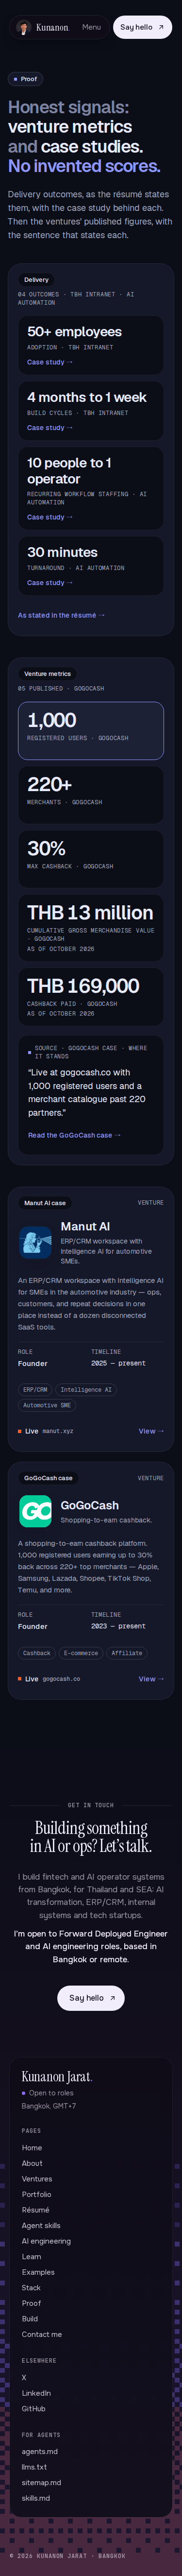 Kunanon.
Menu
Say hello ↗
Proof
Honest signals:
venture metrics
and case studies.
No invented scores.
Delivery outcomes, as the résumé states
them, with the case study behind each.
Then the ventures' published figures, with
the sentence that states each.
Delivery
04 OUTCOMES · TBH INTRANET · AI
AUTOMATION
50+ employees
ADOPTION · TBH INTRANET
Case study →
4 months to 1 week
BUILD CYCLES · TBH INTRANET
Case study →
10 people to 1
operator
RECURRING WORKFLOW STAFFING · AI
AUTOMATION
Case study →
30 minutes
TURNAROUND · AI AUTOMATION
Case study →
As stated in the résumé →
Venture metrics
05 PUBLISHED · GOGOCASH
1,000
REGISTERED USERS · GOGOCASH
220+
MERCHANTS · GOGOCASH
30%
MAX CASHBACK · GOGOCASH
THB 13 million
CUMULATIVE GROSS MERCHANDISE VALUE
· GOGOCASH
AS OF OCTOBER 2026
THB 169,000
CASHBACK PAID · GOGOCASH
AS OF OCTOBER 2026
SOURCE · GOGOCASH CASE · WHERE
IT STANDS
“Live at gogocash.co with
1,000 registered users and a
merchant catalogue past 220
partners.”
Read the GoGoCash case →
Manut AI case
VENTURE
Manut AI
ERP/CRM workspace with
Intelligence AI for automotive
SMEs.
An ERP/CRM workspace with Intelligence AI
for SMEs in the automotive industry — ops,
customers, and repeat decisions in one
place instead of a dozen disconnected
SaaS tools.
ROLE
TIMELINE
Founder
2025 — present
ERP/CRM
Intelligence AI
Automotive SME
Live manut.xyz
View →
GoGoCash case
VENTURE
GO
GoGoCash
Shopping-to-earn cashback.
A shopping-to-earn cashback platform.
1,000 registered users earning up to 30%
back across 220+ top merchants — Apple,
Samsung, Lazada, Shopee, TikTok Shop,
Temu, and more.
ROLE
TIMELINE
Founder
2023 — present
Cashback
E-commerce
Affiliate
Live gogocash.co
View →
GET IN TOUCH
Building something
in AI or ops? Let's talk.
I build fintech and AI operator systems
from Bangkok, for Thailand and SEA: AI
transformation, ERP/CRM, internal
systems and tech startups.
I'm open to Forward Deployed Engineer
and AI engineering roles, based in
Bangkok or remote.
Say hello ↗
Kunanon Jarat.
Open to roles
Bangkok, GMT+7
PAGES
Home
About
Ventures
Portfolio
Résumé
Agent skills
AI engineering
Learn
Examples
Stack
Proof
Build
Contact me
ELSEWHERE
X
LinkedIn
GitHub
FOR AGENTS
agents.md
llms.txt
sitemap.md
skills.md
© 2026 KUNANON JARAT · BANGKOK